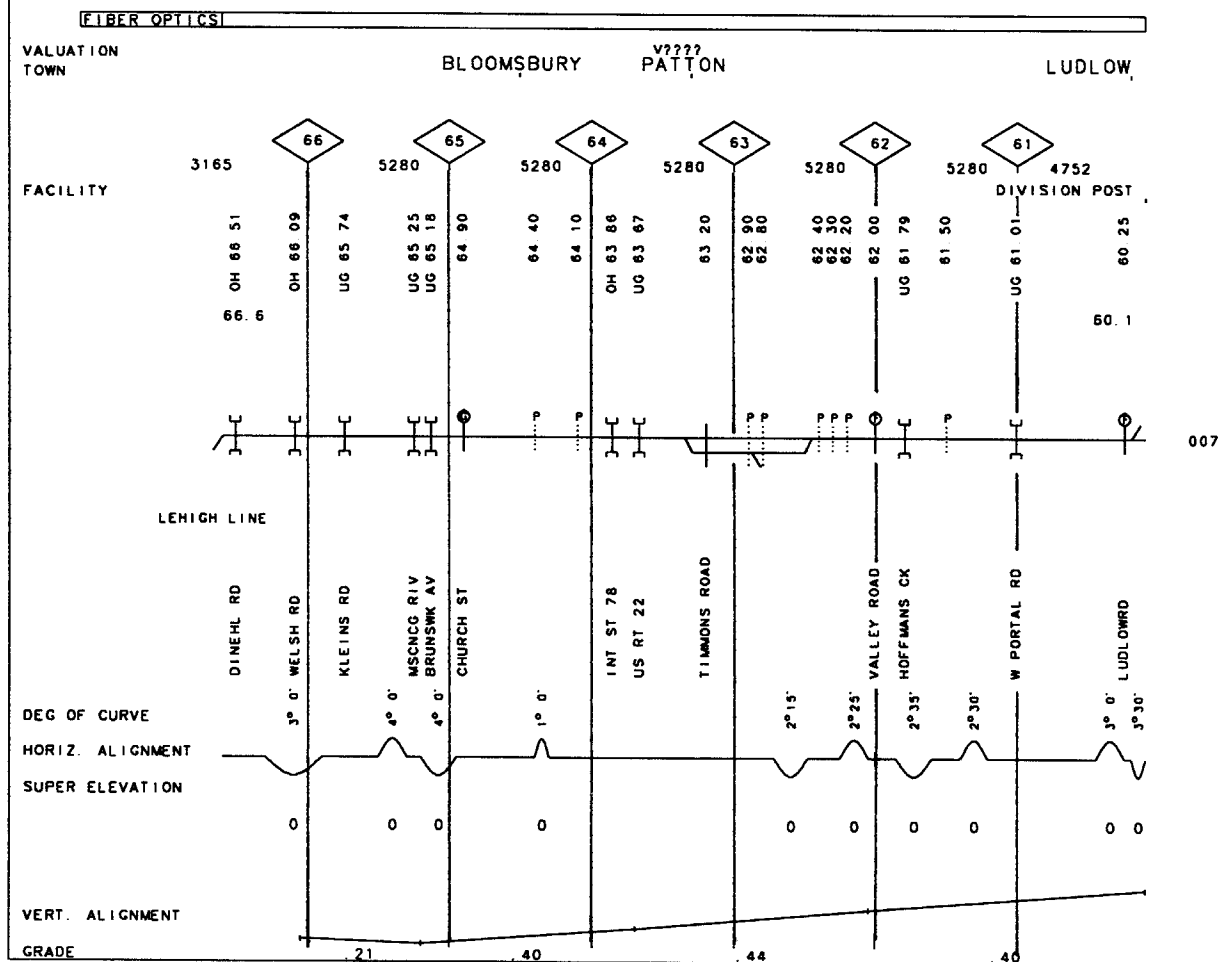 FIBER OPTICS
VALUATION V????
TOWN BLOOMSBURY PATTON LUDLOW
66 65 64 63 62 61
3165 5280 5280 5280 5280 5280 4752
FACILITY DIVISION POST
OH 66 51
OH 66 09
UG 65 74
UG 65 25
UG 65 18
64 90
64 40
64 10
OH 63 86
UG 63 67
63 20
62 90
62 80
62 40
62 30
62 20
62 00
UG 61 79
61 50
UG 61 01
60 25
66.6 60.1
P P P P P P P P
007
LEHIGH LINE
DINEHL RD
WELSH RD
KLEINS RD
MSCNCG RIV
BRUNSWK AV
CHURCH ST
INT ST 78
US RT 22
TIMMONS ROAD
VALLEY ROAD
HOFFMANS CK
W PORTAL RD
LUDLOWRD
DEG OF CURVE 3° 0' 4° 0' 4° 0' 1° 0' 2° 15' 2° 25' 2° 35' 2° 30' 3° 0' 3° 30'
HORIZ. ALIGNMENT
SUPER ELEVATION
0 0 0 0 0 0 0 0 0 0
VERT. ALIGNMENT
GRADE .21 .40 .44 .40